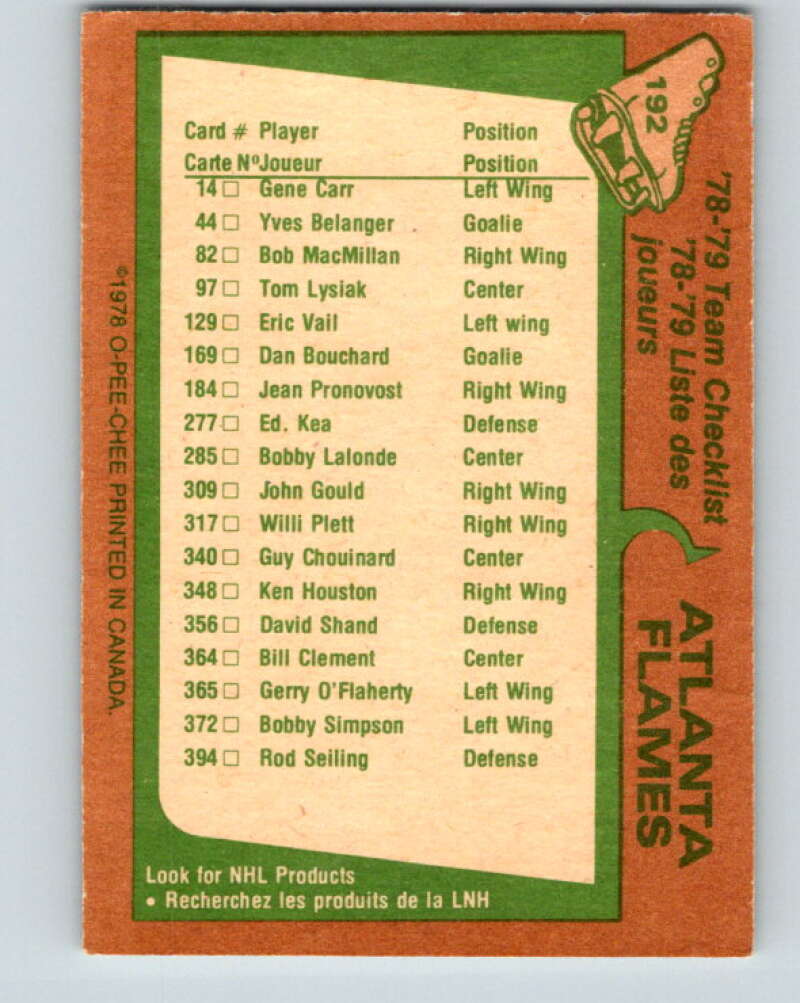 192
'78-'79 Team Checklist
'78-'79 Liste des
joueurs
ATLANTA
FLAMES
Card # Player Position
Carte Nº Joueur Position
14 □ Gene Carr Left Wing
44 □ Yves Belanger Goalie
82 □ Bob MacMillan Right Wing
97 □ Tom Lysiak Center
129 □ Eric Vail Left wing
169 □ Dan Bouchard Goalie
184 □ Jean Pronovost Right Wing
277 □ Ed. Kea Defense
285 □ Bobby Lalonde Center
309 □ John Gould Right Wing
317 □ Willi Plett Right Wing
340 □ Guy Chouinard Center
348 □ Ken Houston Right Wing
356 □ David Shand Defense
364 □ Bill Clement Center
365 □ Gerry O'Flaherty Left Wing
372 □ Bobby Simpson Left Wing
394 □ Rod Seiling Defense
Look for NHL Products
• Recherchez les produits de la LNH
©1978 O-PEE-CHEE PRINTED IN CANADA.